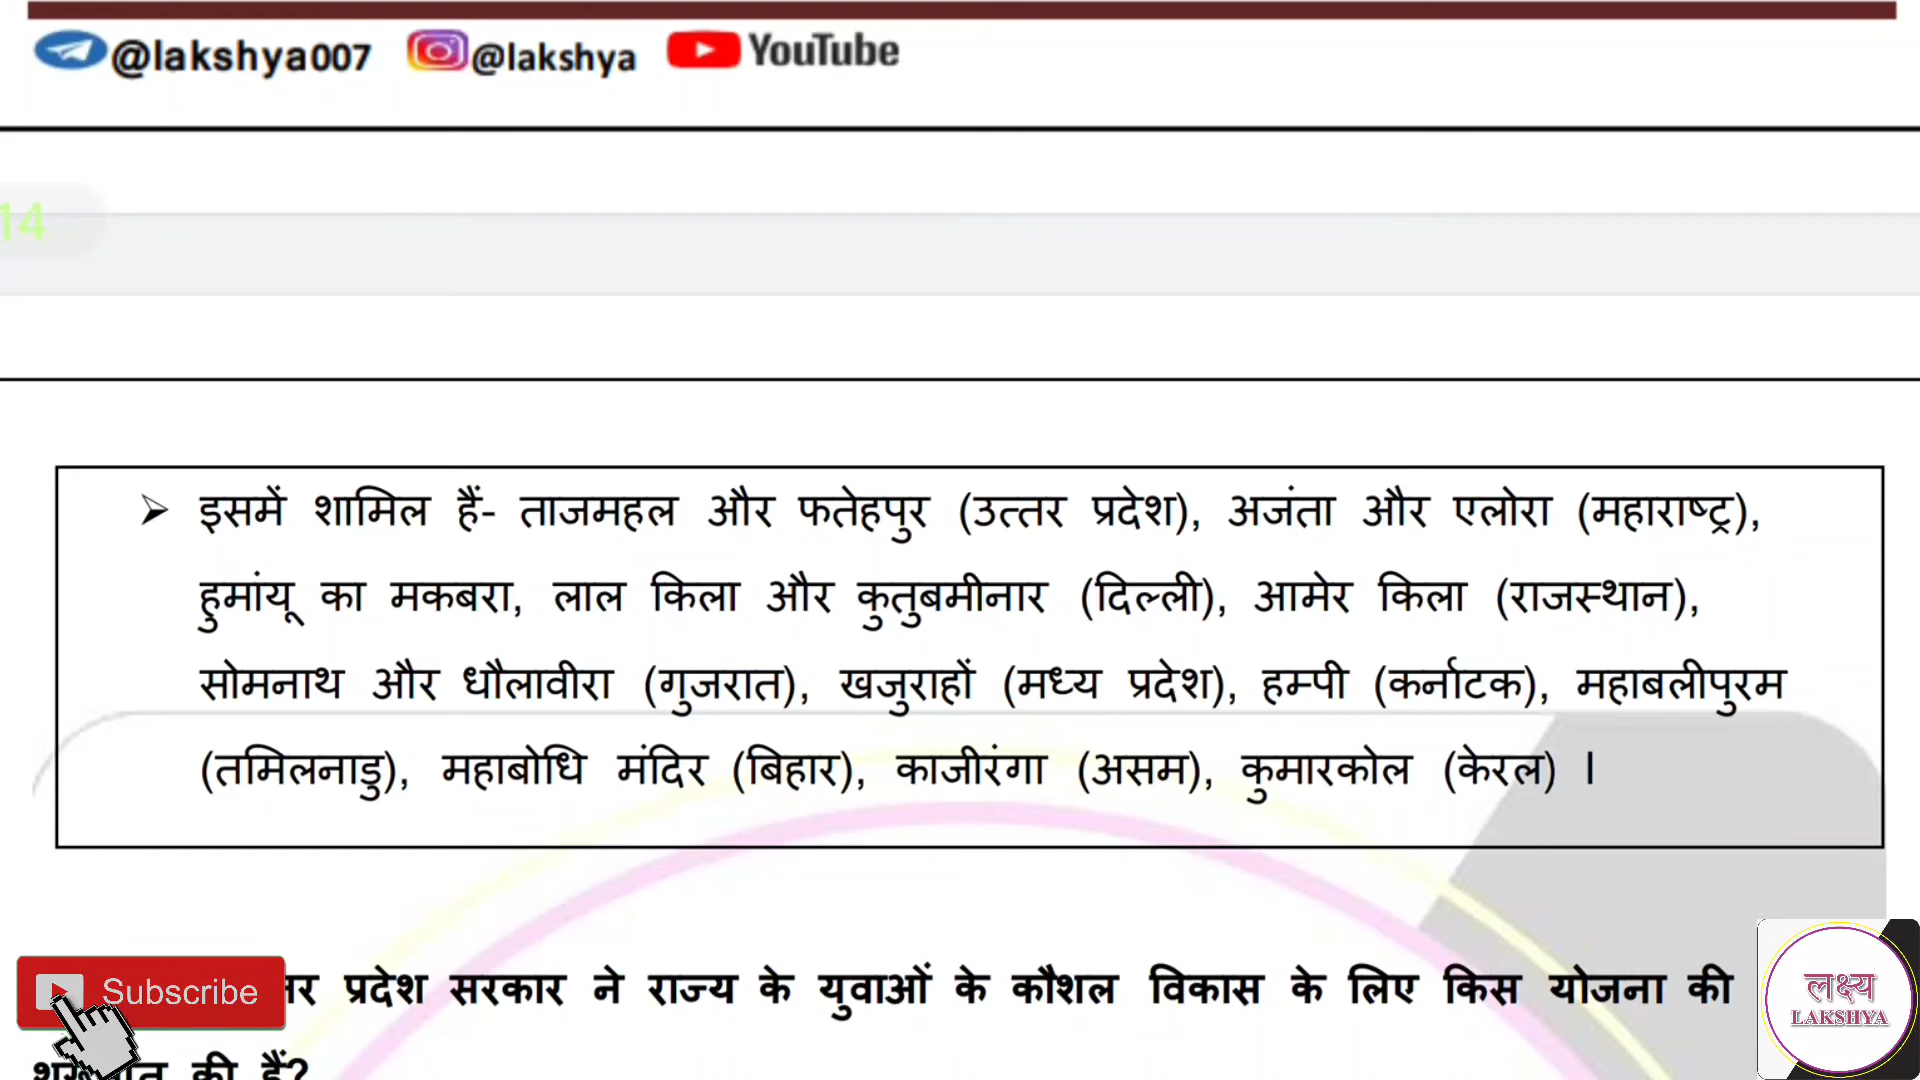 @lakshya007 @lakshya YouTube
14
➢ इसमें शामिल हैं- ताजमहल और फतेहपुर (उत्तर प्रदेश), अजंता और एलोरा (महाराष्ट्र),
हुमांयू का मकबरा, लाल किला और कुतुबमीनार (दिल्ली), आमेर किला (राजस्थान),
सोमनाथ और धौलावीरा (गुजरात), खजुराहों (मध्य प्रदेश), हम्पी (कर्नाटक), महाबलीपुरम
(तमिलनाडु), महाबोधि मंदिर (बिहार), काजीरंगा (असम), कुमारकोल (केरल) ।
Subscribe प्रदेश सरकार ने राज्य के युवाओं के कौशल विकास के लिए किस योजना की
की हैं?
लक्ष्य
LAKSHYA